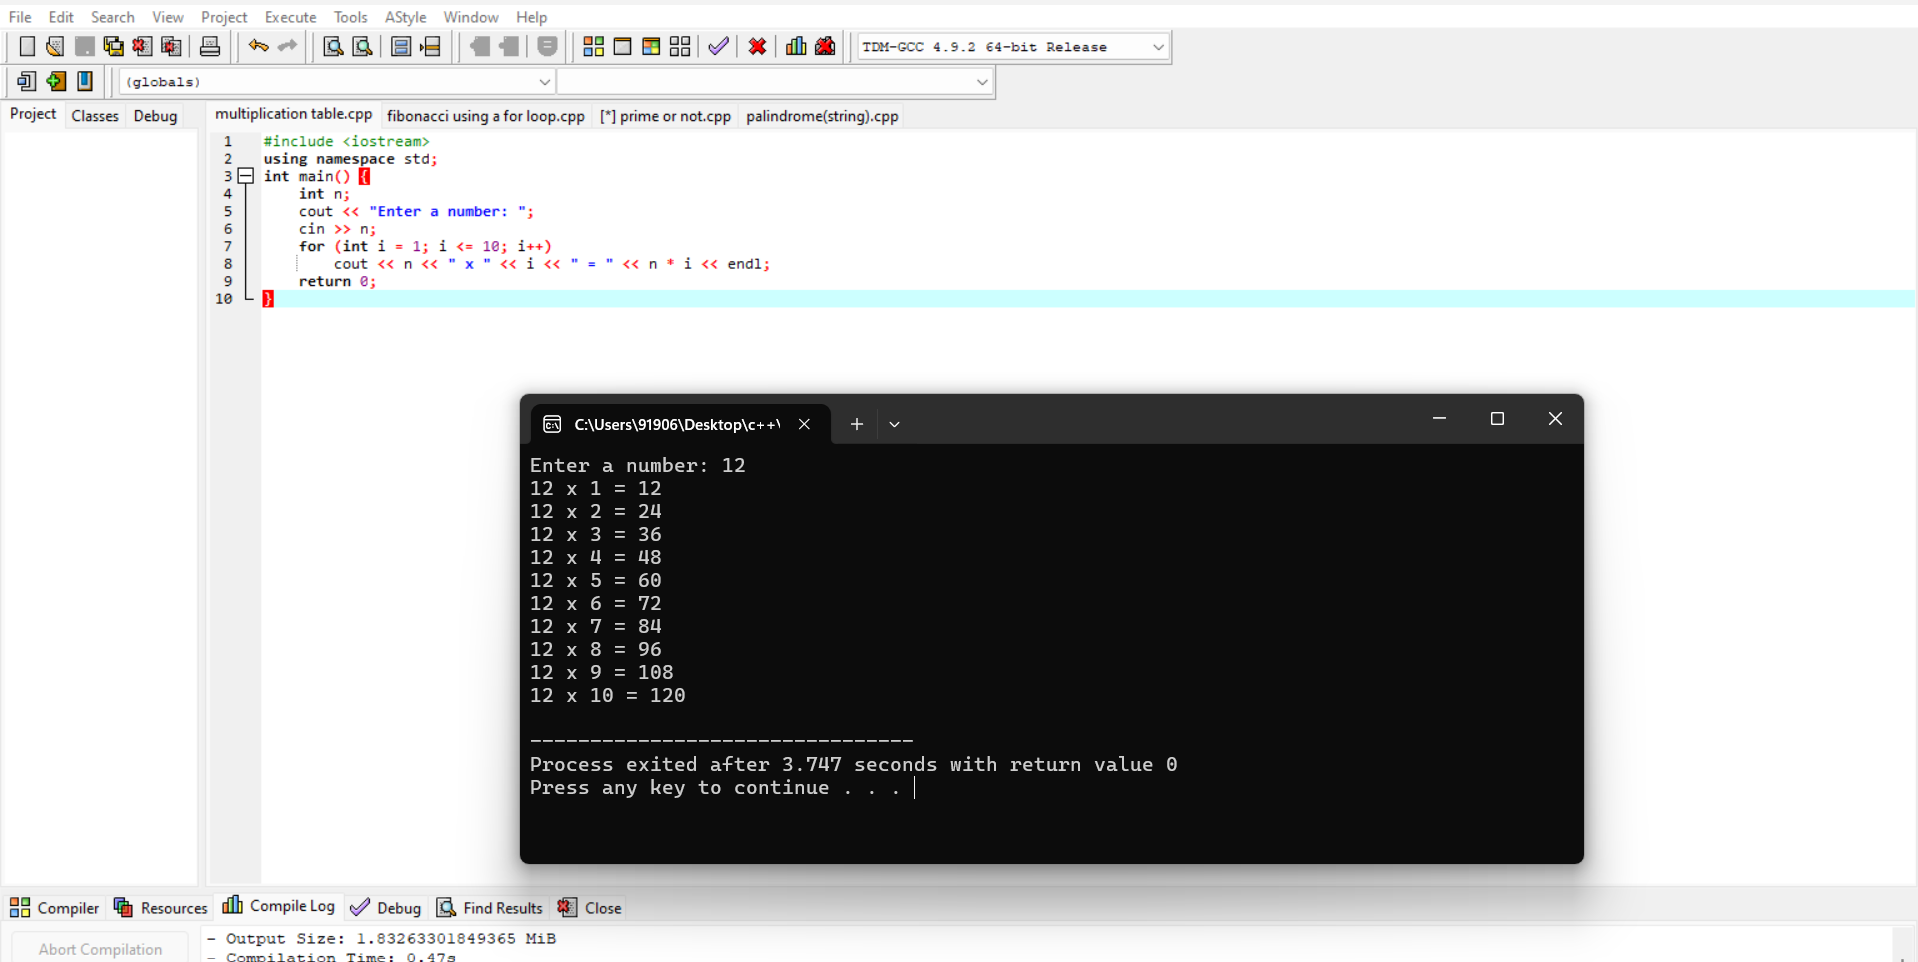 File Edit Search View Project Execute Tools AStyle Window Help
TDM-GCC 4.9.2 64-bit Release
(globals)
Project Classes Debug
multiplication table.cpp fibonacci using a for loop.cpp [*] prime or not.cpp palindrome(string).cpp
1 #include <iostream>
2 using namespace std;
3 int main() {
4 int n;
5 cout << "Enter a number: ";
6 cin >> n;
7 for (int i = 1; i <= 10; i++)
8 cout << n << " x " << i << " = " << n * i << endl;
9 return 0;
10 }
C:\Users\91906\Desktop\c++\
Enter a number: 12
12 x 1 = 12
12 x 2 = 24
12 x 3 = 36
12 x 4 = 48
12 x 5 = 60
12 x 6 = 72
12 x 7 = 84
12 x 8 = 96
12 x 9 = 108
12 x 10 = 120
--------------------------------
Process exited after 3.747 seconds with return value 0
Press any key to continue . . .
Compiler Resources Compile Log Debug Find Results Close
Abort Compilation
- Output Size: 1.83263301849365 MiB
- Compilation Time: 0.47s